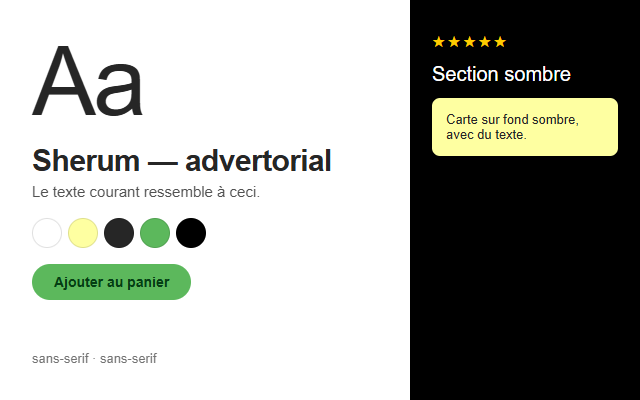 Aa
Sherum — advertorial
Le texte courant ressemble à ceci.
Ajouter au panier
sans-serif · sans-serif
★★★★★
Section sombre
Carte sur fond sombre,
avec du texte.